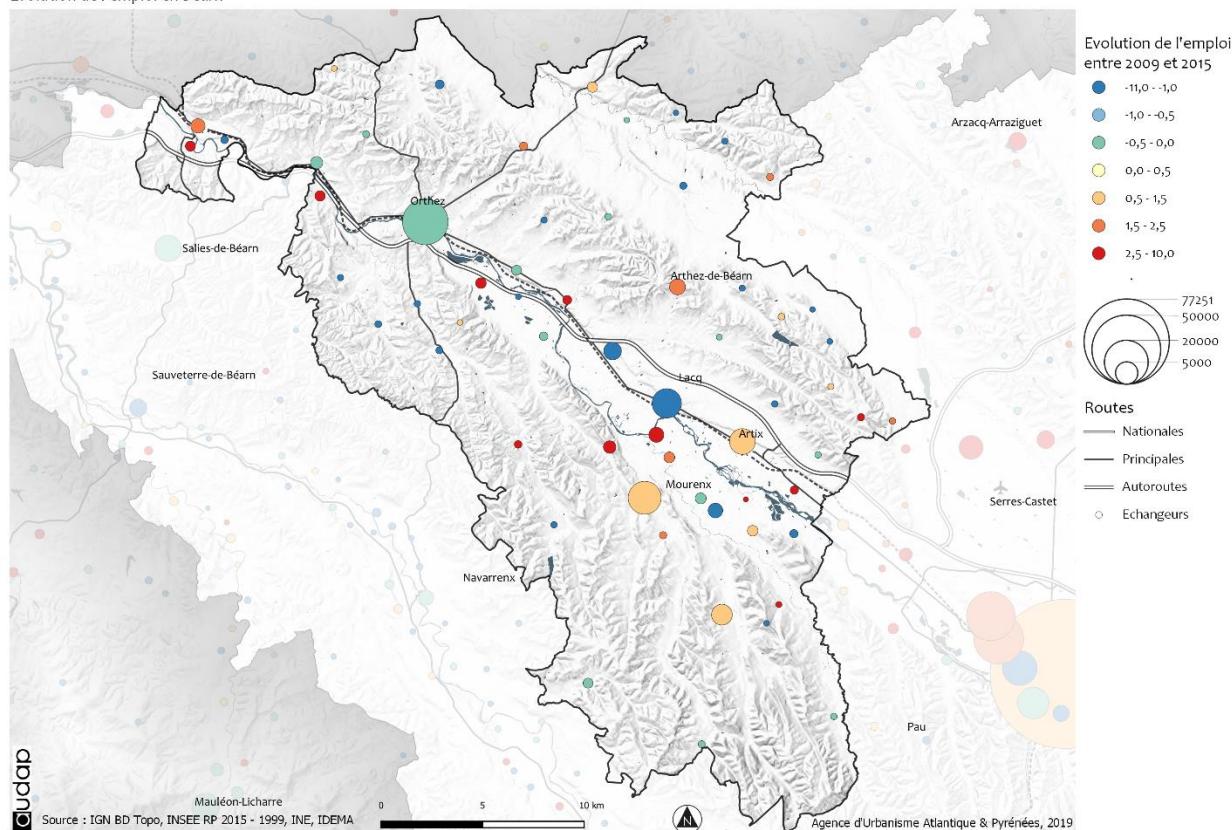 Evolution de l'emploi entre 2009 et 2015
-11,0 - -1,0
-1,0 - -0,5
-0,5 - 0,0
0,0 - 0,5
0,5 - 1,5
1,5 - 2,5
2,5 - 10,0
77251
50000
20000
5000
Routes
Nationales
Principales
Autoroutes
Echangeurs
Arzacq-Arraziguet
Orthez
Salies-de-Béarn
Arthez-de-Béarn
Sauveterre-de-Béarn
Lacq
Artix
Mourenx
Serres-Castet
Navarrenx
Pau
Mauléon-Licharre
audap
Source : IGN BD Topo, INSEE RP 2015 - 1999, INE, IDEMA
0 5 10 km
N
Agence d'Urbanisme Atlantique & Pyrénées, 2019